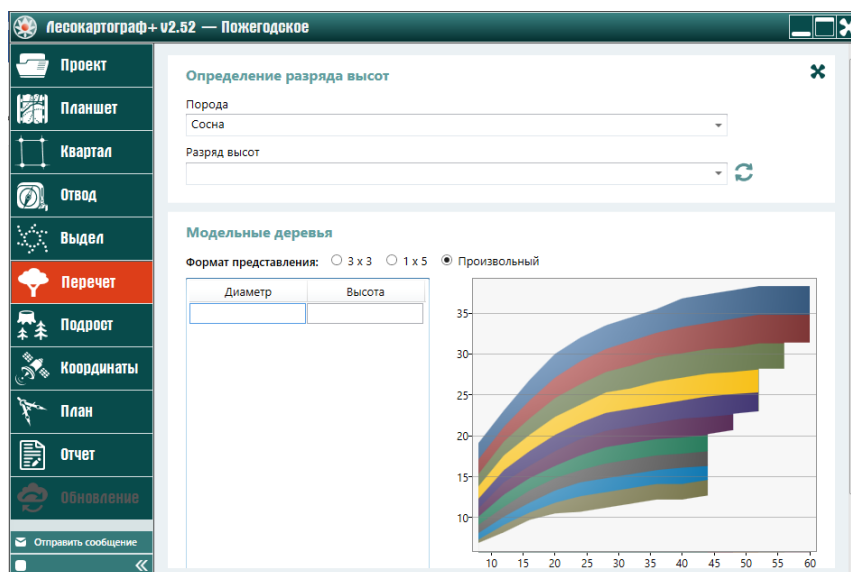 Лесокартограф+ v2.52 — Пожегодское
Проект
Планшет
Квартал
Отвод
Выдел
Перечет
Подрост
Координаты
План
Отчет
Обновление
Отправить сообщение
Определение разряда высот
Порода
Сосна
Разряд высот
Модельные деревья
Формат представления: 3 x 3 1 x 5 Произвольный
Диаметр Высота
35
30
25
20
15
10
10 15 20 25 30 35 40 45 50 55 60